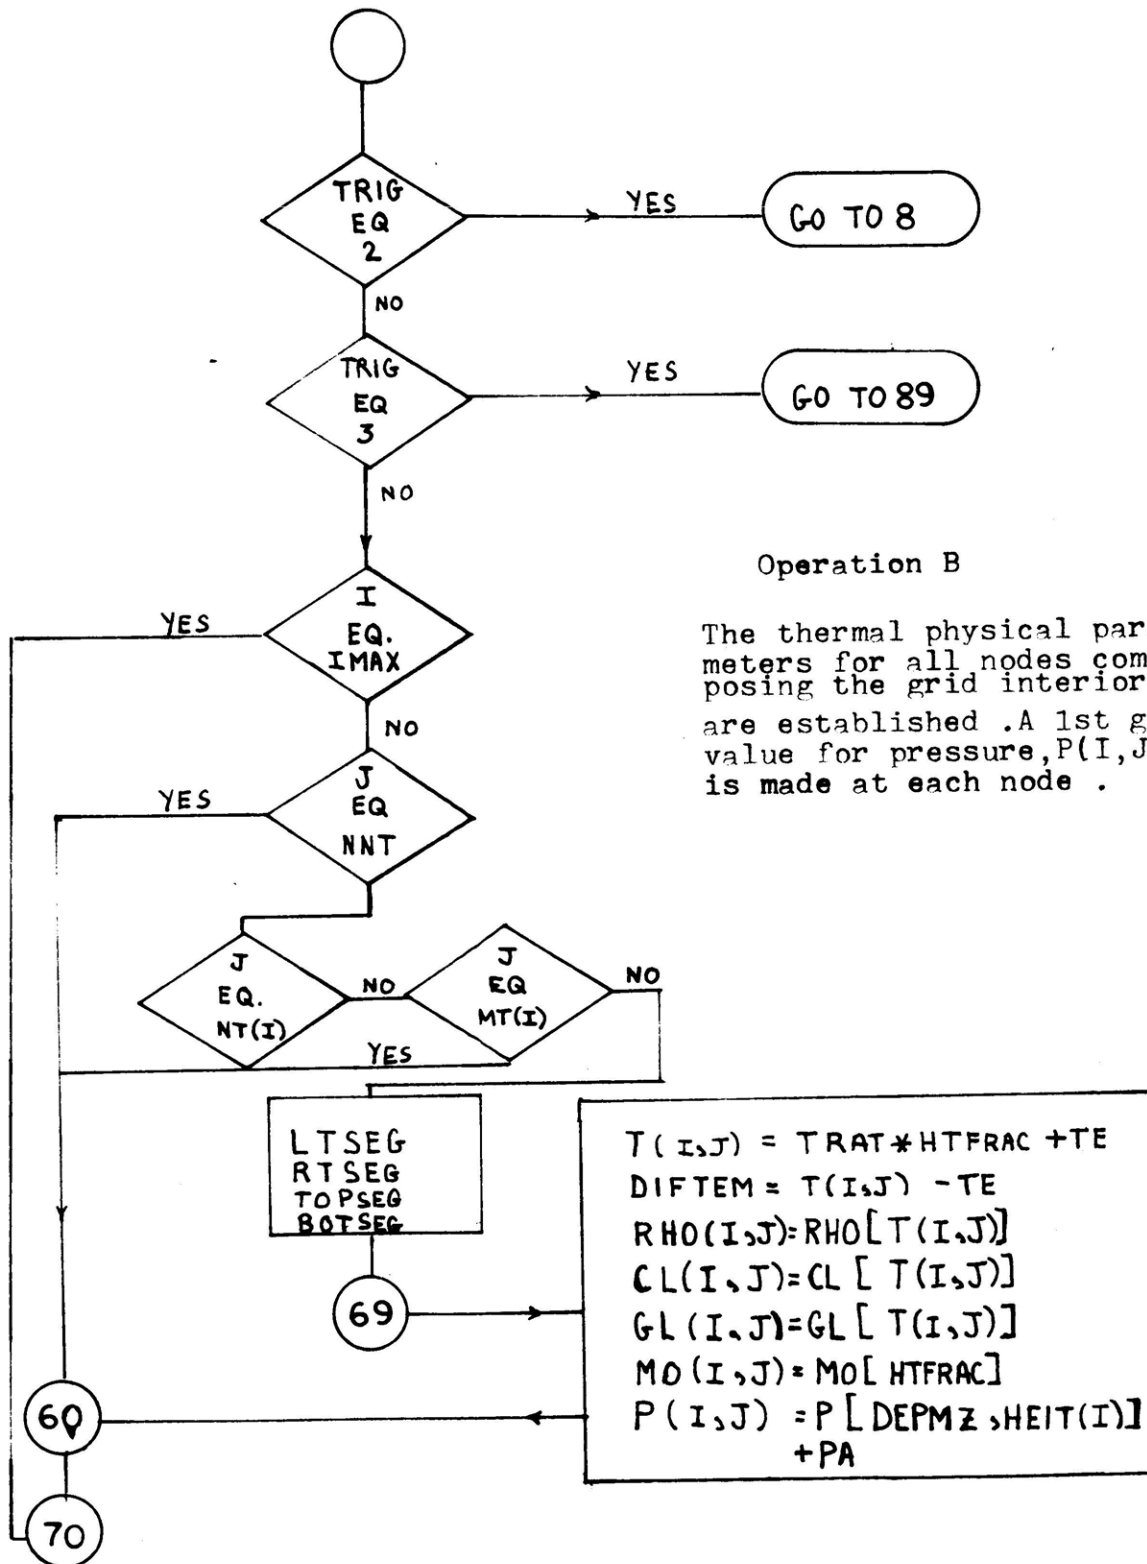 TRIG
EQ
2
YES
GO TO 8
NO
TRIG
EQ
3
YES
GO TO 89
NO
I
EQ.
IMAX
YES
NO
J
EQ
NNT
YES
J
EQ.
NT(I)
NO
J
EQ
MT(I)
NO
YES
LTSEG
RTSEG
TOPSEG
BOTSEG
69
T(I,J) = TRAT*HTFRAC +TE
DIFTEM = T(I,J) -TE
RHO(I,J)=RHO[T(I,J)]
CL(I,J)=CL[T(I,J)]
GL(I,J)=GL[T(I,J)]
MO(I,J)=MO[HTFRAC]
P(I,J) =P[DEPMZ,HEIT(I)]
+PA
60
70
Operation B
The thermal physical par
meters for all nodes com
posing the grid interior
are established .A 1st g
value for pressure,P(I,J
is made at each node .